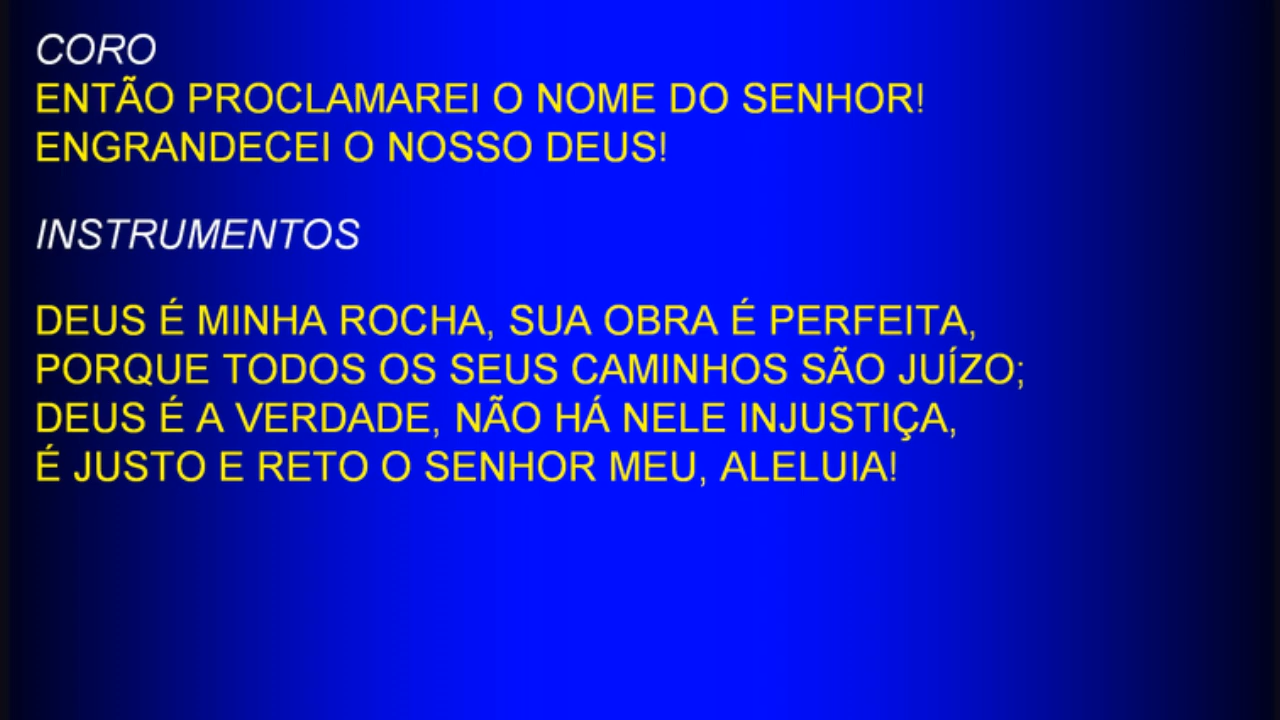 CORO
ENTÃO PROCLAMAREI O NOME DO SENHOR!
ENGRANDECEI O NOSSO DEUS!
INSTRUMENTOS
DEUS É MINHA ROCHA, SUA OBRA É PERFEITA,
PORQUE TODOS OS SEUS CAMINHOS SÃO JUÍZO;
DEUS É A VERDADE, NÃO HÁ NELE INJUSTIÇA,
É JUSTO E RETO O SENHOR MEU, ALELUIA!